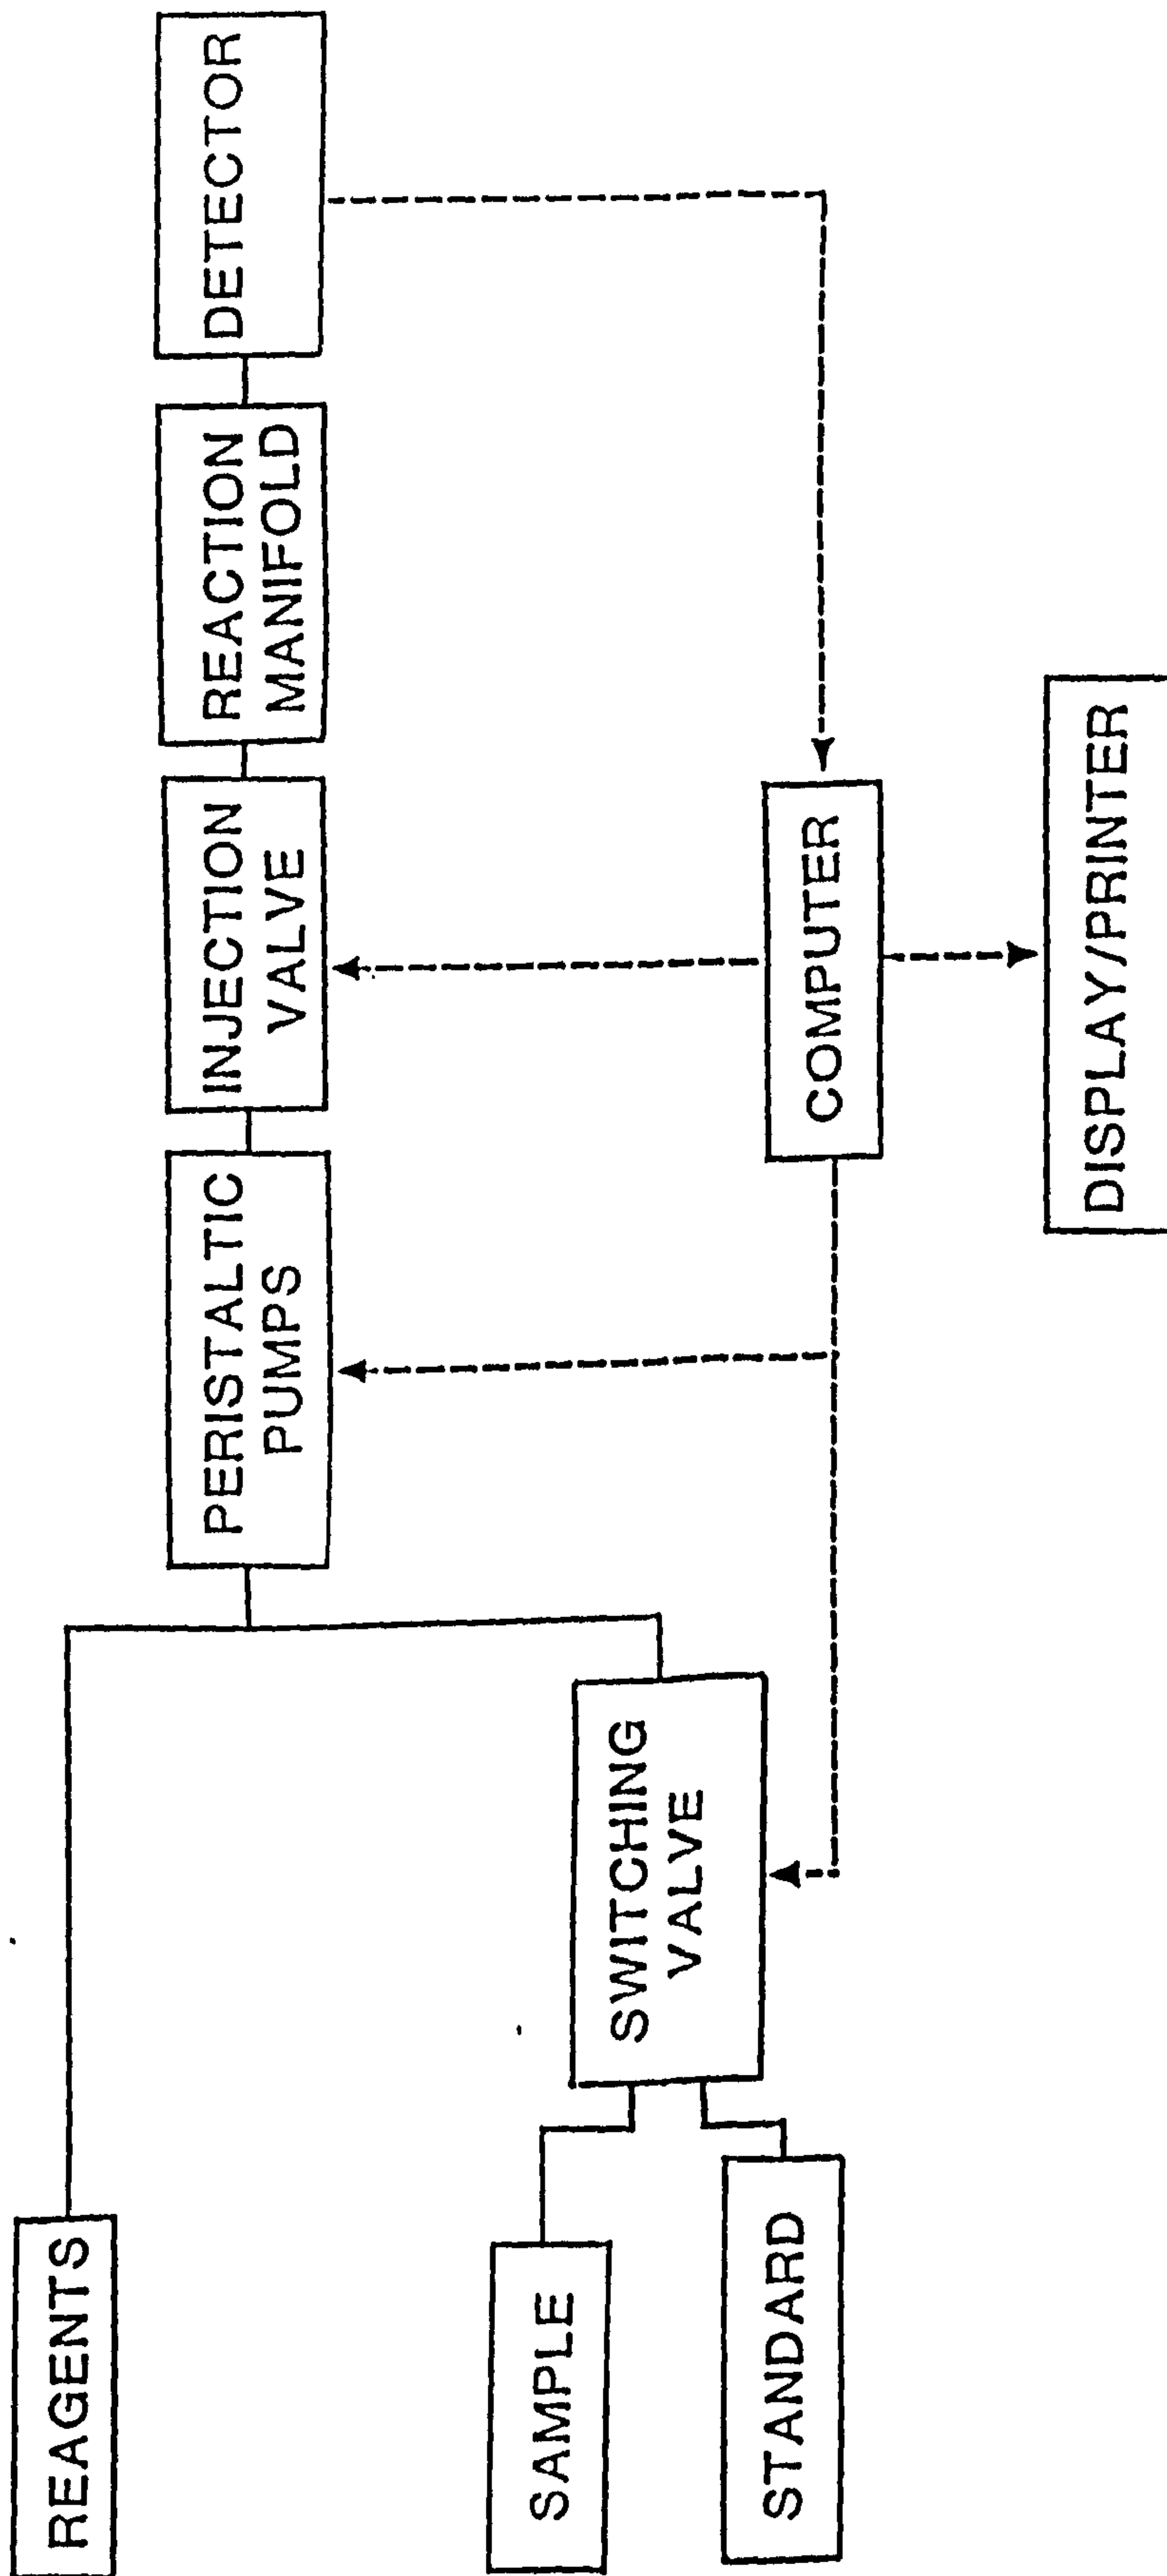 REAGENTS
SAMPLE
STANDARD
SWITCHING
VALVE
PERISTALTIC
PUMPS
INJECTION
VALVE
REACTION
MANIFOLD
DETECTOR
COMPUTER
DISPLAY/PRINTER